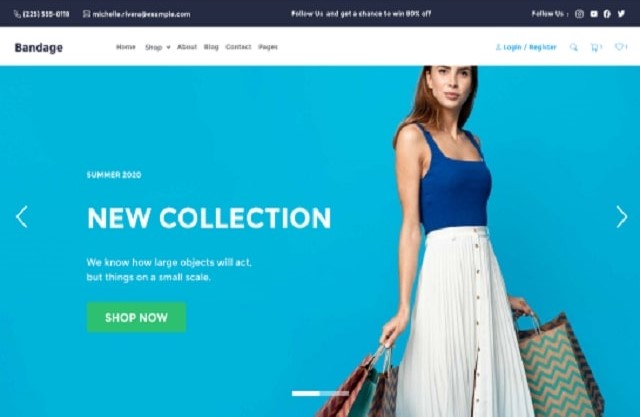 (225) 555-0118
michelle.rivera@example.com
Follow Us and get a chance to win 80% off
Follow Us :
Bandage
Home
Shop
About
Blog
Contact
Pages
Login / Register
1
1
SUMMER 2020
NEW COLLECTION
We know how large objects will act,
but things on a small scale.
SHOP NOW